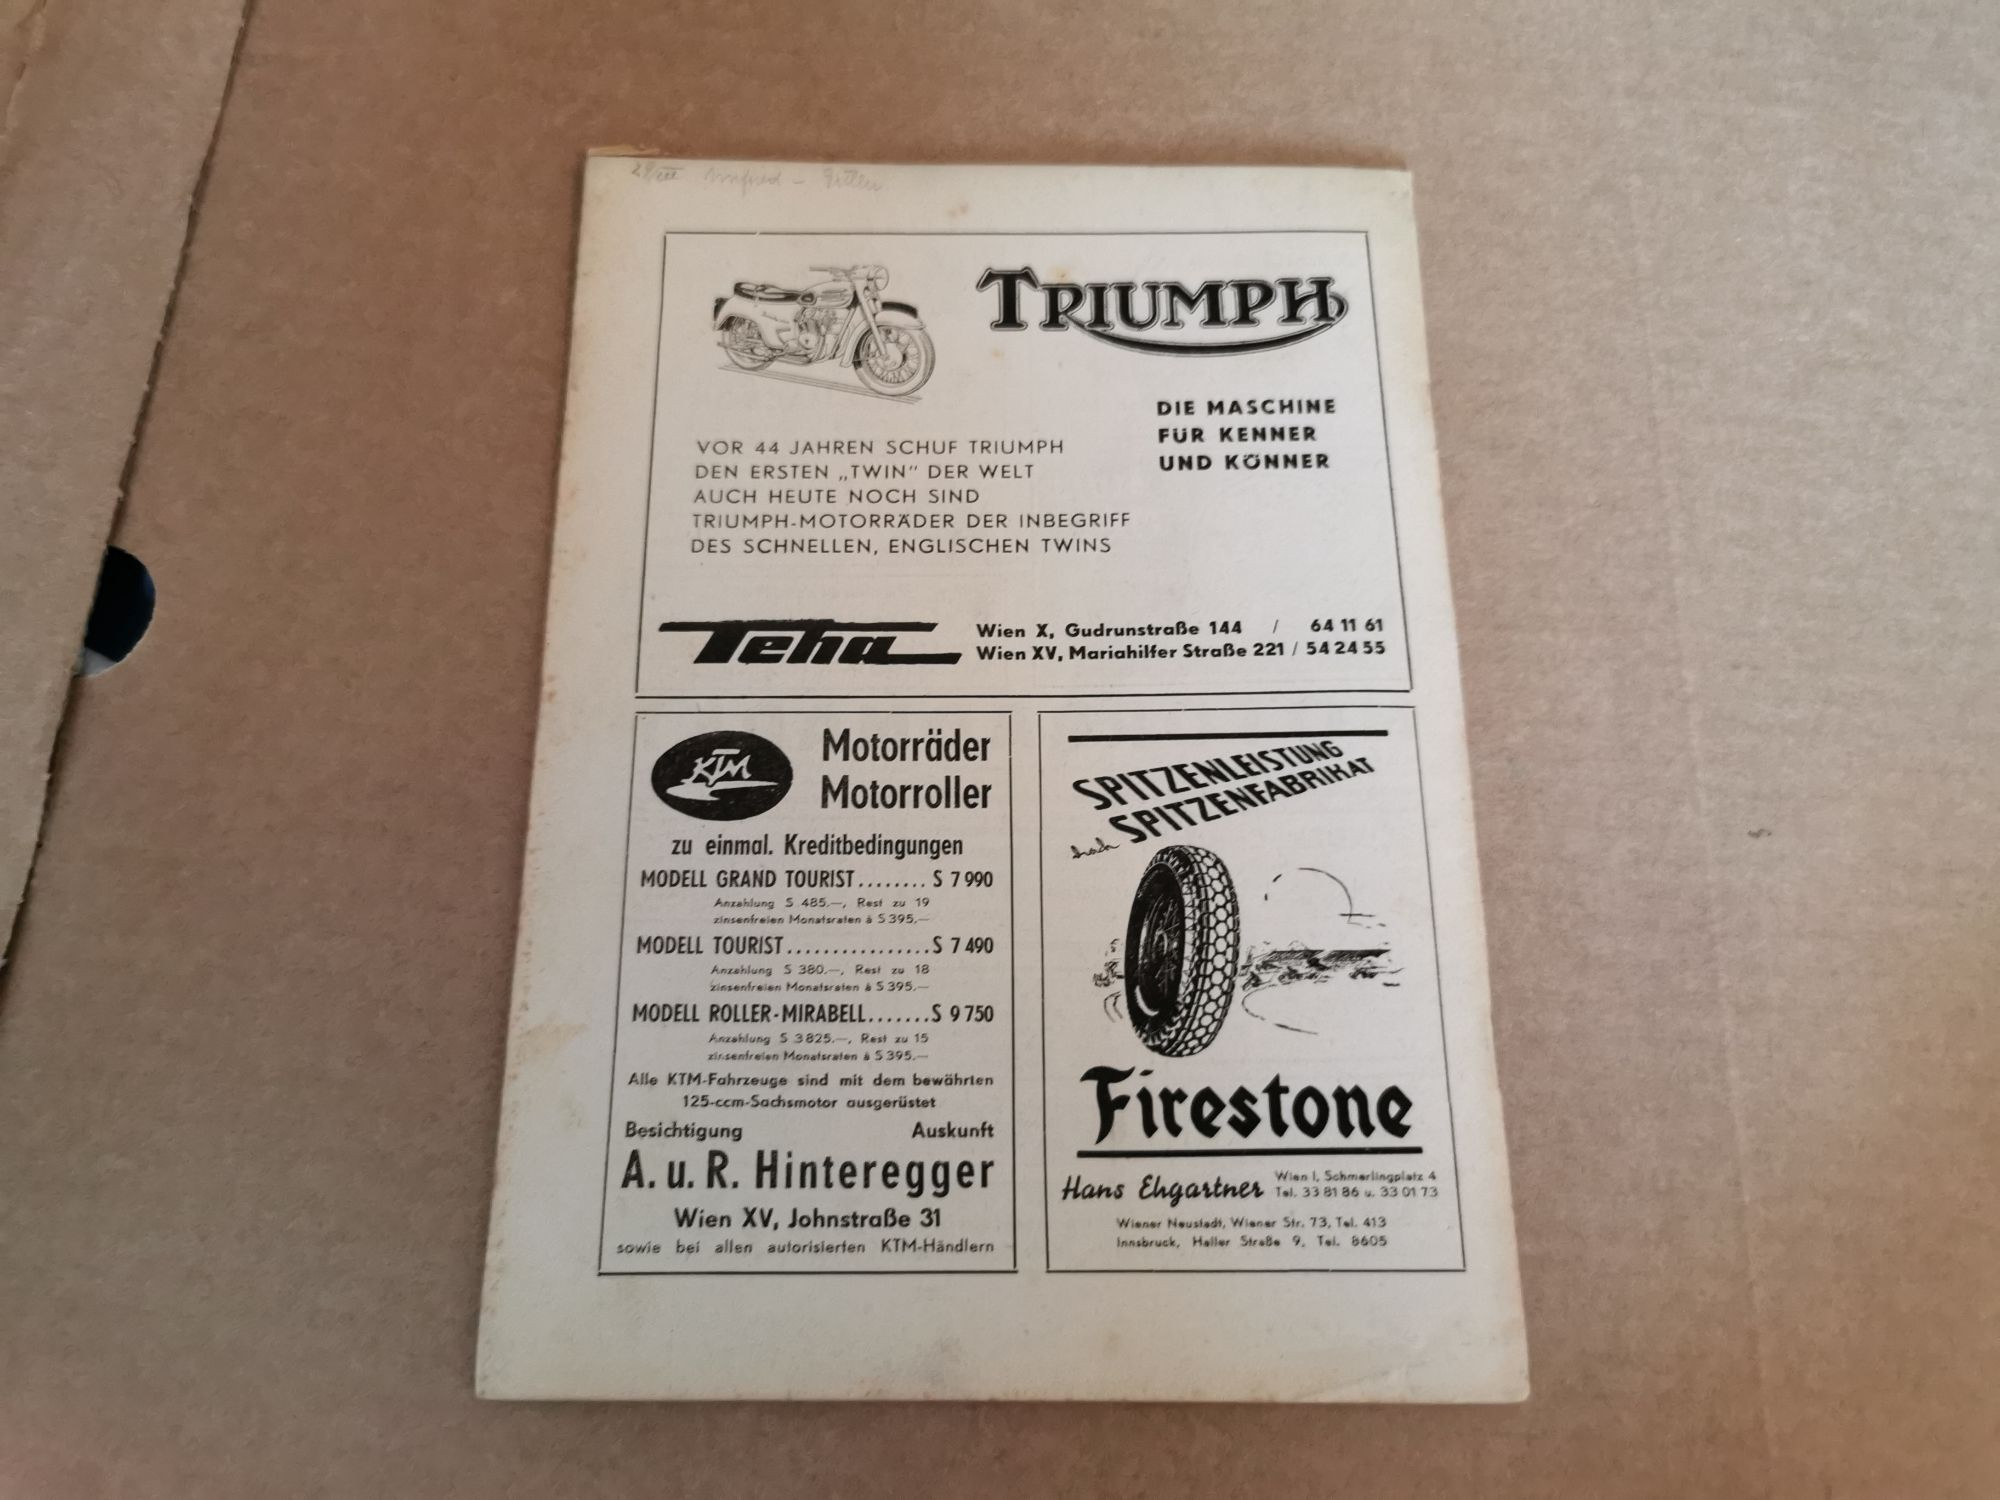 TRIUMPH
DIE MASCHINE
FÜR KENNER
UND KÖNNER
VOR 44 JAHREN SCHUF TRIUMPH
DEN ERSTEN „TWIN" DER WELT
AUCH HEUTE NOCH SIND
TRIUMPH-MOTORRÄDER DER INBEGRIFF
DES SCHNELLEN, ENGLISCHEN TWINS
Teha
Wien X, Gudrunstraße 144 / 64 11 61
Wien XV, Mariahilfer Straße 221 / 54 24 55
KTM
Motorräder
Motorroller
zu einmal. Kreditbedingungen
MODELL GRAND TOURIST........ S 7 990
Anzahlung S 485.—, Rest zu 19
zinsenfreien Monatsraten à S 395.—
MODELL TOURIST...............S 7 490
Anzahlung S 380.—, Rest zu 18
zinsenfreien Monatsraten à S 395.—
MODELL ROLLER-MIRABELL.......S 9 750
Anzahlung S 3825.—, Rest zu 15
zinsenfreien Monatsraten à S 395.—
Alle KTM-Fahrzeuge sind mit dem bewährten
125-ccm-Sachsmotor ausgerüstet
Besichtigung Auskunft
A. u. R. Hinteregger
Wien XV, Johnstraße 31
sowie bei allen autorisierten KTM-Händlern
SPITZENLEISTUNG
durch SPITZENFABRIKAT
Firestone
Hans Ehgartner
Wien I, Schmerlingplatz 4
Tel. 33 81 86 u. 33 01 73
Wiener Neustadt, Wiener Str. 73, Tel. 413
Innsbruck, Haller Straße 9, Tel. 8605